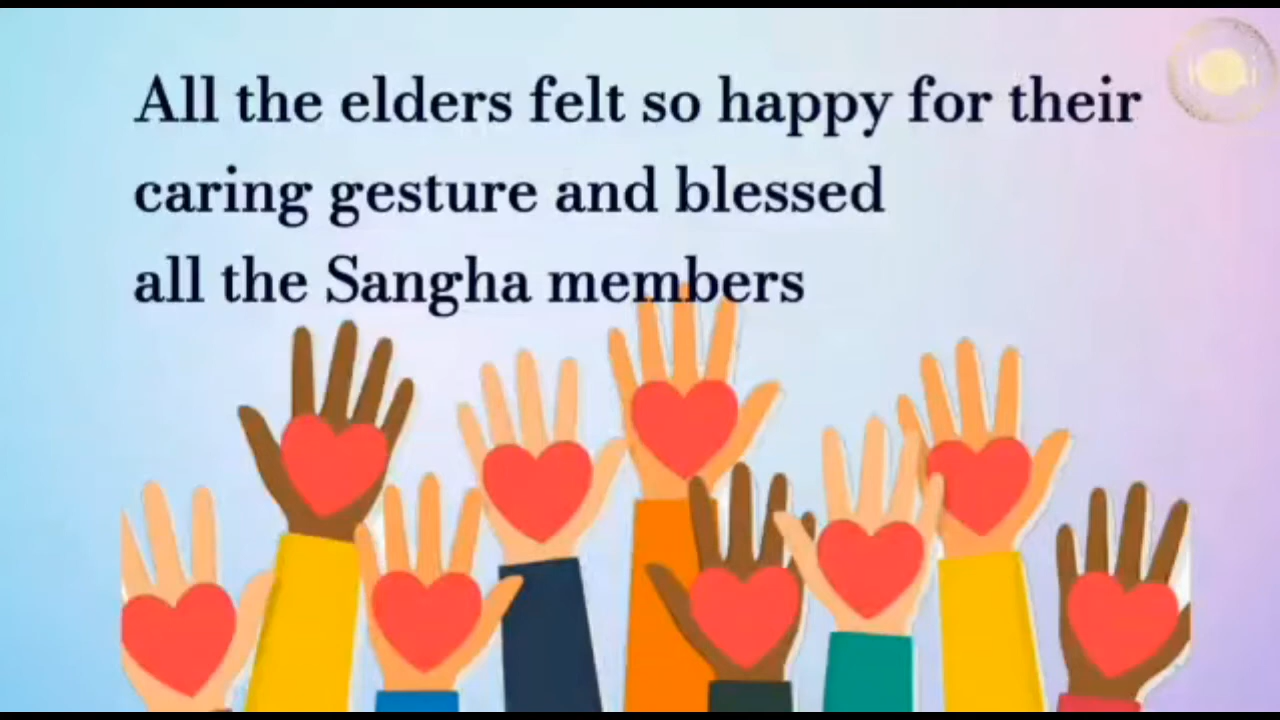 All the elders felt so happy for their
caring gesture and blessed
all the Sangha members